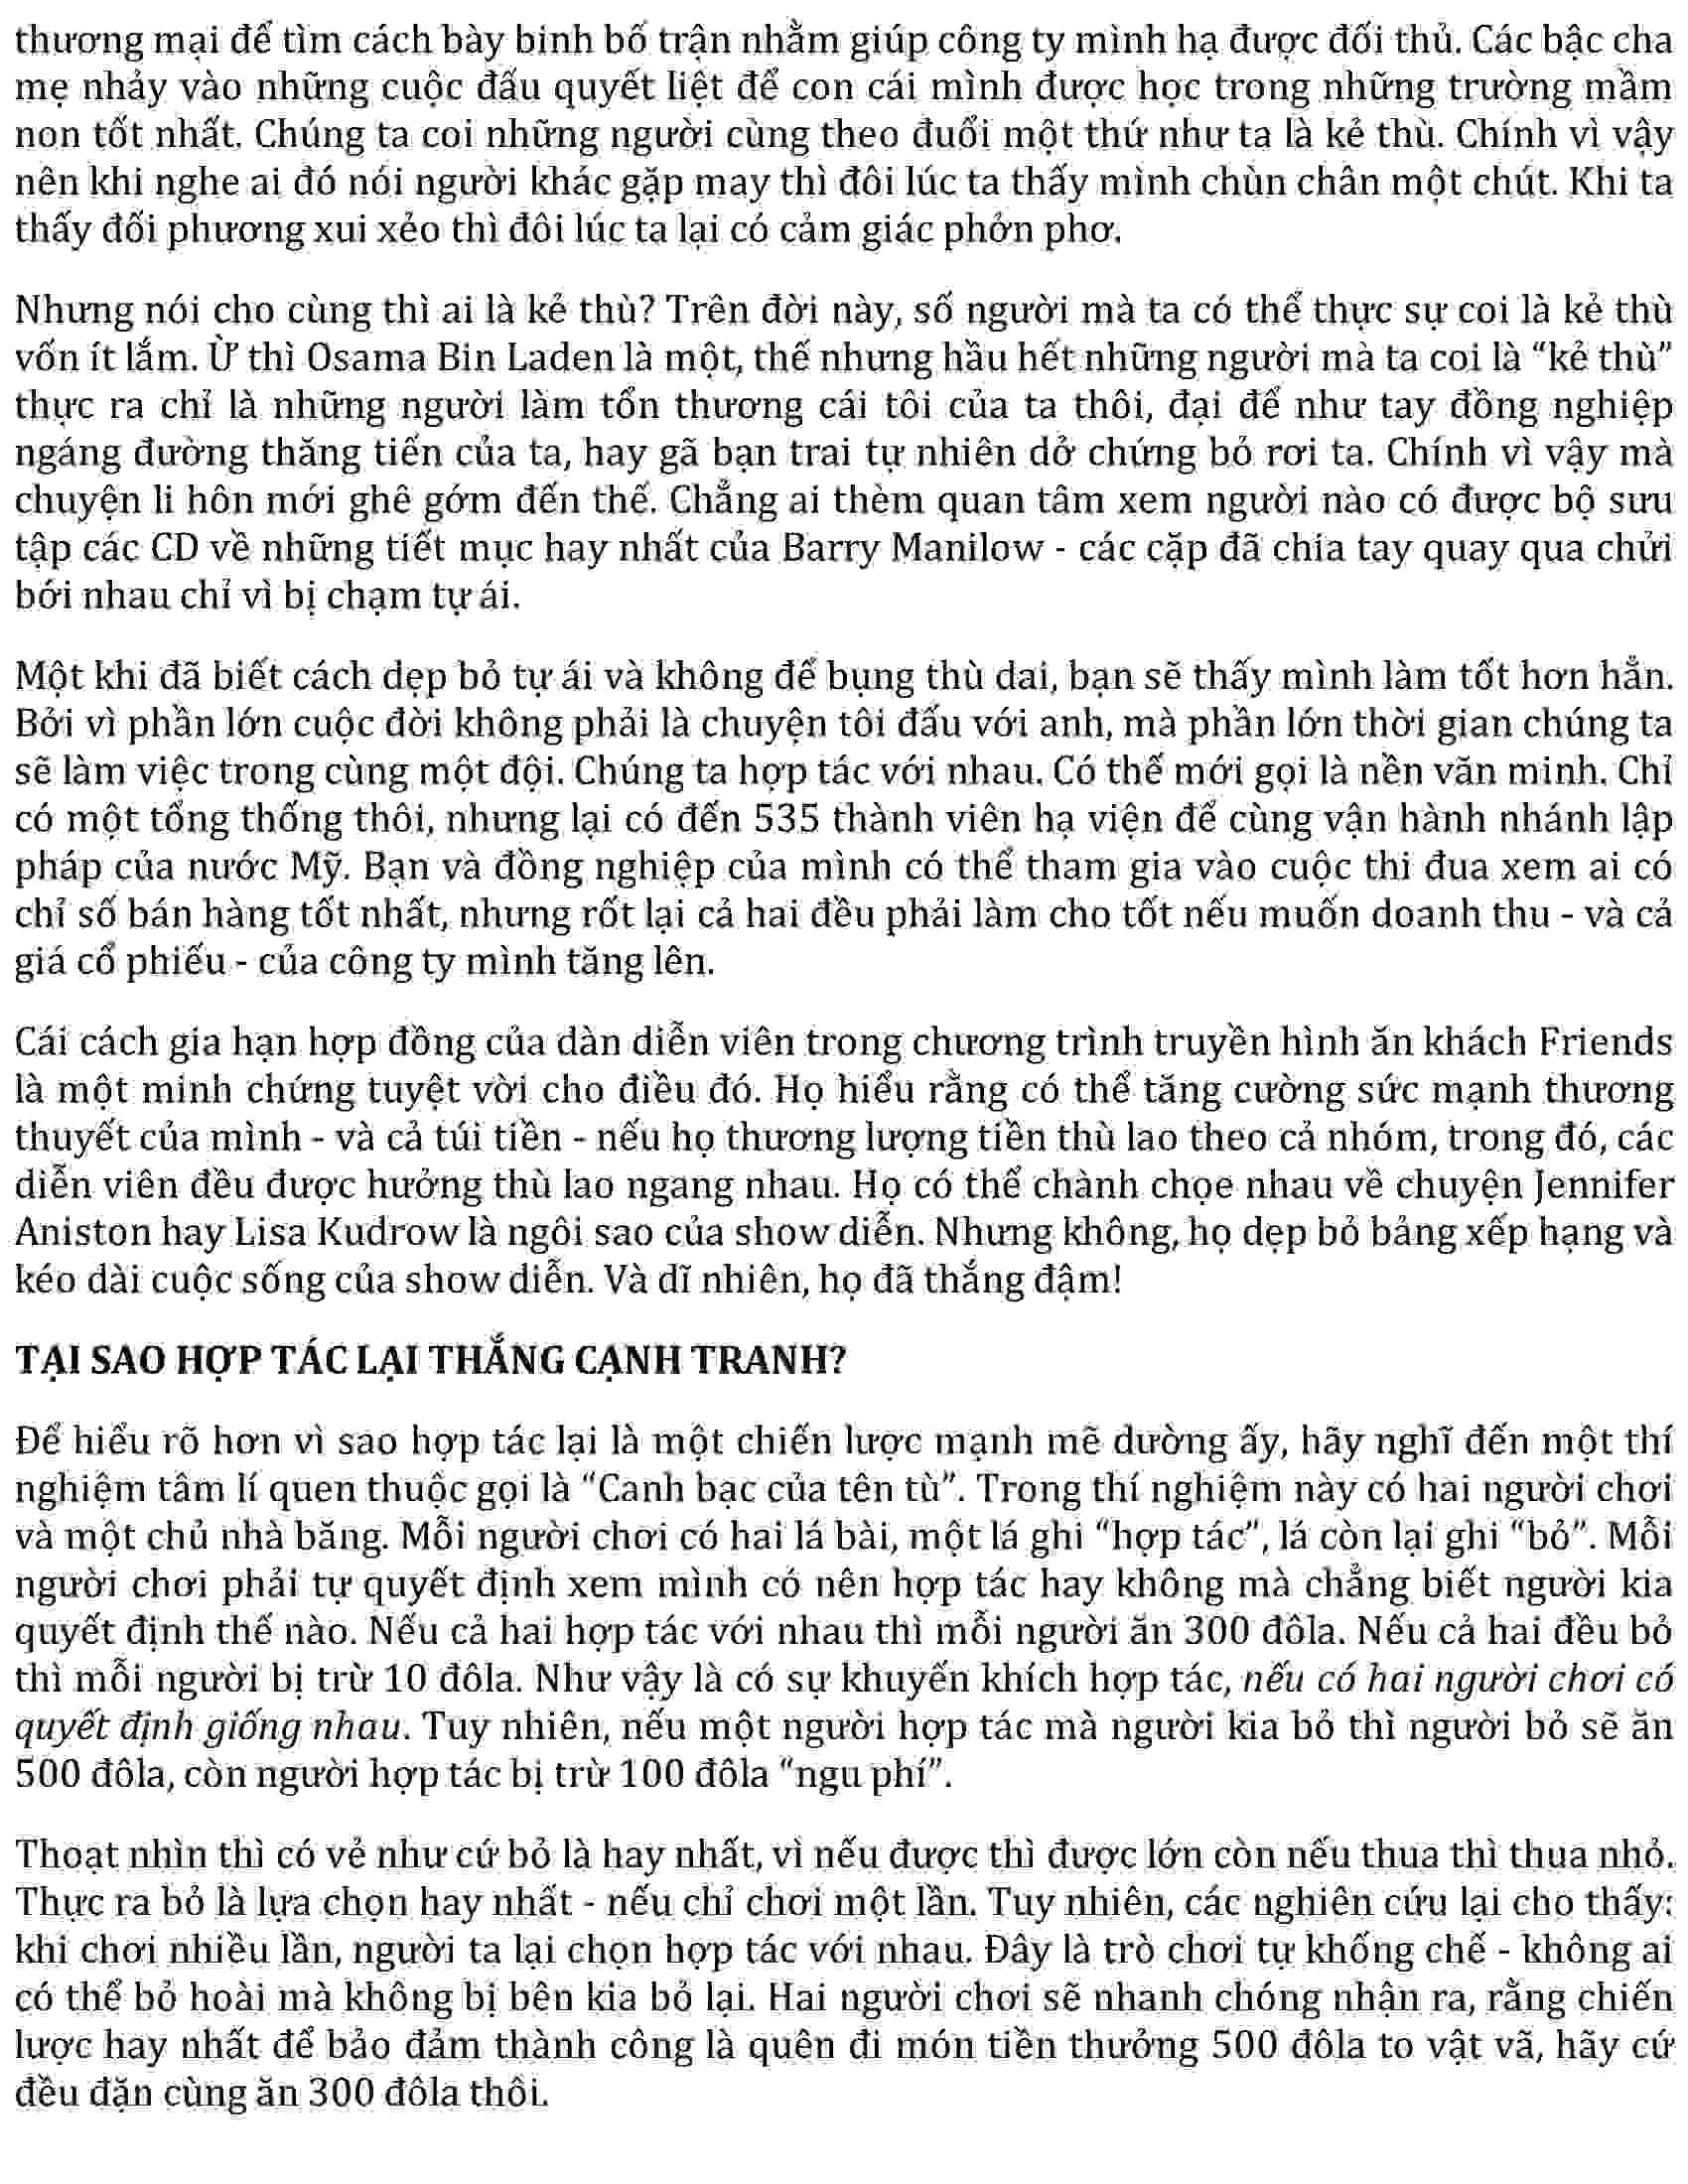 thương mại để tìm cách bày binh bố trận nhằm giúp công ty mình hạ được đối thủ. Các bậc cha
mẹ nhảy vào những cuộc đấu quyết liệt để con cái mình được học trong những trường mầm
non tốt nhất. Chúng ta coi những người cùng theo đuổi một thứ như ta là kẻ thù. Chính vì vậy
nên khi nghe ai đó nói người khác gặp may thì đôi lúc ta thấy mình chùn chân một chút. Khi ta
thấy đối phương xui xẻo thì đôi lúc ta lại có cảm giác phởn phơ.
Nhưng nói cho cùng thì ai là kẻ thù? Trên đời này, số người mà ta có thể thực sự coi là kẻ thù
vốn ít lắm. Ừ thì Osama Bin Laden là một, thế nhưng hầu hết những người mà ta coi là “kẻ thù”
thực ra chỉ là những người làm tổn thương cái tôi của ta thôi, đại để như tay đồng nghiệp
ngáng đường thăng tiến của ta, hay gã bạn trai tự nhiên dở chứng bỏ rơi ta. Chính vì vậy mà
chuyện li hôn mới ghê gớm đến thế. Chẳng ai thèm quan tâm xem người nào có được bộ sưu
tập các CD về những tiết mục hay nhất của Barry Manilow - các cặp đã chia tay quay qua chửi
bới nhau chỉ vì bị chạm tự ái.
Một khi đã biết cách dẹp bỏ tự ái và không để bụng thù dai, bạn sẽ thấy mình làm tốt hơn hẳn.
Bởi vì phần lớn cuộc đời không phải là chuyện tôi đấu với anh, mà phần lớn thời gian chúng ta
sẽ làm việc trong cùng một đội. Chúng ta hợp tác với nhau. Có thế mới gọi là nền văn minh. Chỉ
có một tổng thống thôi, nhưng lại có đến 535 thành viên hạ viện để cùng vận hành nhánh lập
pháp của nước Mỹ. Bạn và đồng nghiệp của mình có thể tham gia vào cuộc thi đua xem ai có
chỉ số bán hàng tốt nhất, nhưng rốt lại cả hai đều phải làm cho tốt nếu muốn doanh thu - và cả
giá cổ phiếu - của công ty mình tăng lên.
Cái cách gia hạn hợp đồng của dàn diễn viên trong chương trình truyền hình ăn khách Friends
là một minh chứng tuyệt vời cho điều đó. Họ hiểu rằng có thể tăng cường sức mạnh thương
thuyết của mình - và cả túi tiền - nếu họ thương lượng tiền thù lao theo cả nhóm, trong đó, các
diễn viên đều được hưởng thù lao ngang nhau. Họ có thể chành chọe nhau về chuyện Jennifer
Aniston hay Lisa Kudrow là ngôi sao của show diễn. Nhưng không, họ dẹp bỏ bảng xếp hạng và
kéo dài cuộc sống của show diễn. Và dĩ nhiên, họ đã thắng đậm!
TẠI SAO HỢP TÁC LẠI THẮNG CẠNH TRANH?
Để hiểu rõ hơn vì sao hợp tác lại là một chiến lược mạnh mẽ dường ấy, hãy nghĩ đến một thí
nghiệm tâm lí quen thuộc gọi là “Canh bạc của tên tù”. Trong thí nghiệm này có hai người chơi
và một chủ nhà băng. Mỗi người chơi có hai lá bài, một lá ghi “hợp tác”, lá còn lại ghi “bỏ”. Mỗi
người chơi phải tự quyết định xem mình có nên hợp tác hay không mà chẳng biết người kia
quyết định thế nào. Nếu cả hai hợp tác với nhau thì mỗi người ăn 300 đôla. Nếu cả hai đều bỏ
thì mỗi người bị trừ 10 đôla. Như vậy là có sự khuyến khích hợp tác, nếu có hai người chơi có
quyết định giống nhau. Tuy nhiên, nếu một người hợp tác mà người kia bỏ thì người bỏ sẽ ăn
500 đôla, còn người hợp tác bị trừ 100 đôla “ngu phí”.
Thoạt nhìn thì có vẻ như cứ bỏ là hay nhất, vì nếu được thì được lớn còn nếu thua thì thua nhỏ.
Thực ra bỏ là lựa chọn hay nhất - nếu chỉ chơi một lần. Tuy nhiên, các nghiên cứu lại cho thấy:
khi chơi nhiều lần, người ta lại chọn hợp tác với nhau. Đây là trò chơi tự khống chế - không ai
có thể bỏ hoài mà không bị bên kia bỏ lại. Hai người chơi sẽ nhanh chóng nhận ra, rằng chiến
lược hay nhất để bảo đảm thành công là quên đi món tiền thưởng 500 đôla to vật vã, hãy cứ
đều đặn cùng ăn 300 đôla thôi.